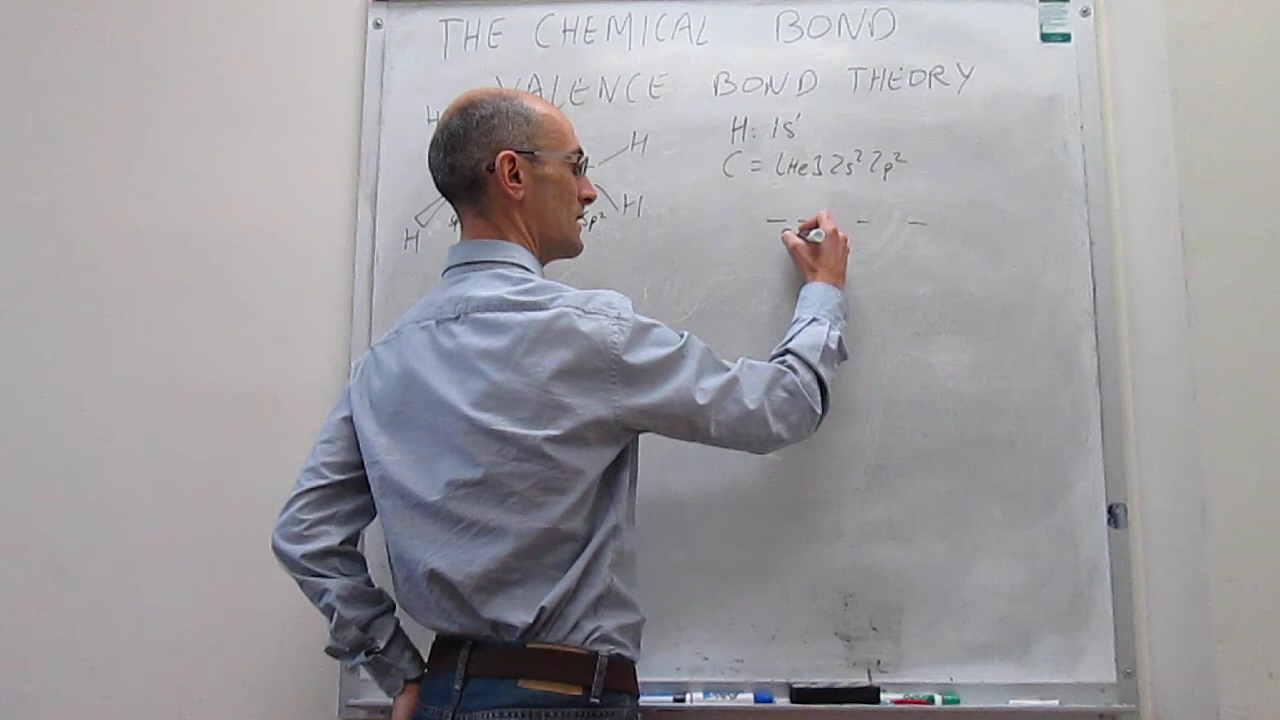 THE CHEMICAL BOND
VALENCE BOND THEORY
H
H: 1s¹
H
C = [He] 2s² 2p²
H
sp²
H